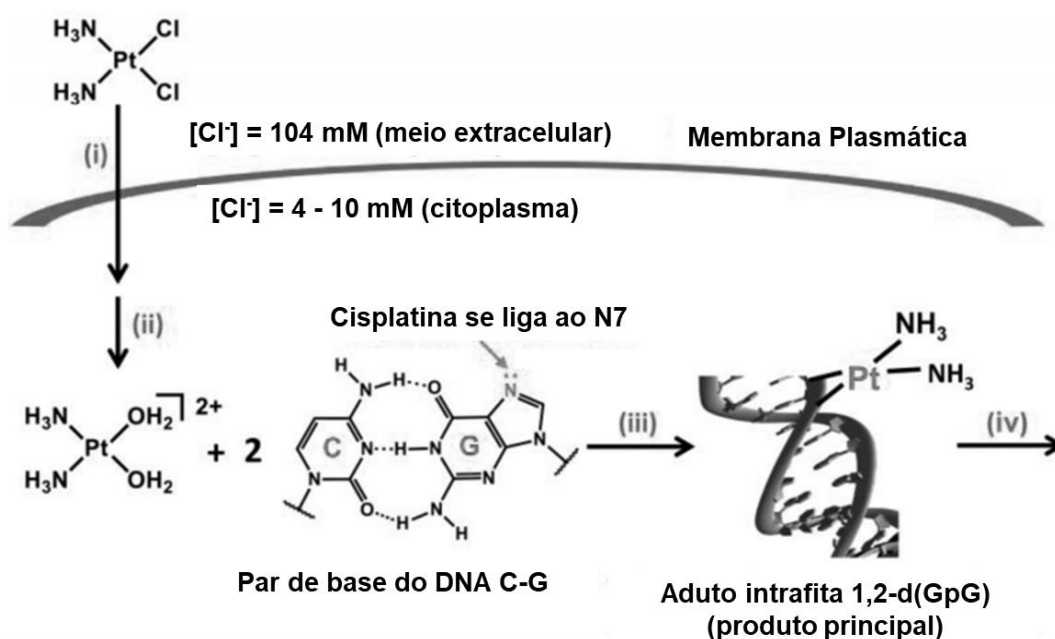 H₃N Cl
Pt
H₃N Cl
(i)
[Cl⁻] = 104 mM (meio extracelular)
Membrana Plasmática
[Cl⁻] = 4 - 10 mM (citoplasma)
(ii)
Cisplatina se liga ao N7
H₃N OH₂ 2+
Pt
H₃N OH₂
+ 2
H
N H O N
C N H N G N
N O H N N
H
(iii)
NH₃
Pt NH₃
(iv)
Par de base do DNA C-G
Aduto intrafita 1,2-d(GpG)
(produto principal)